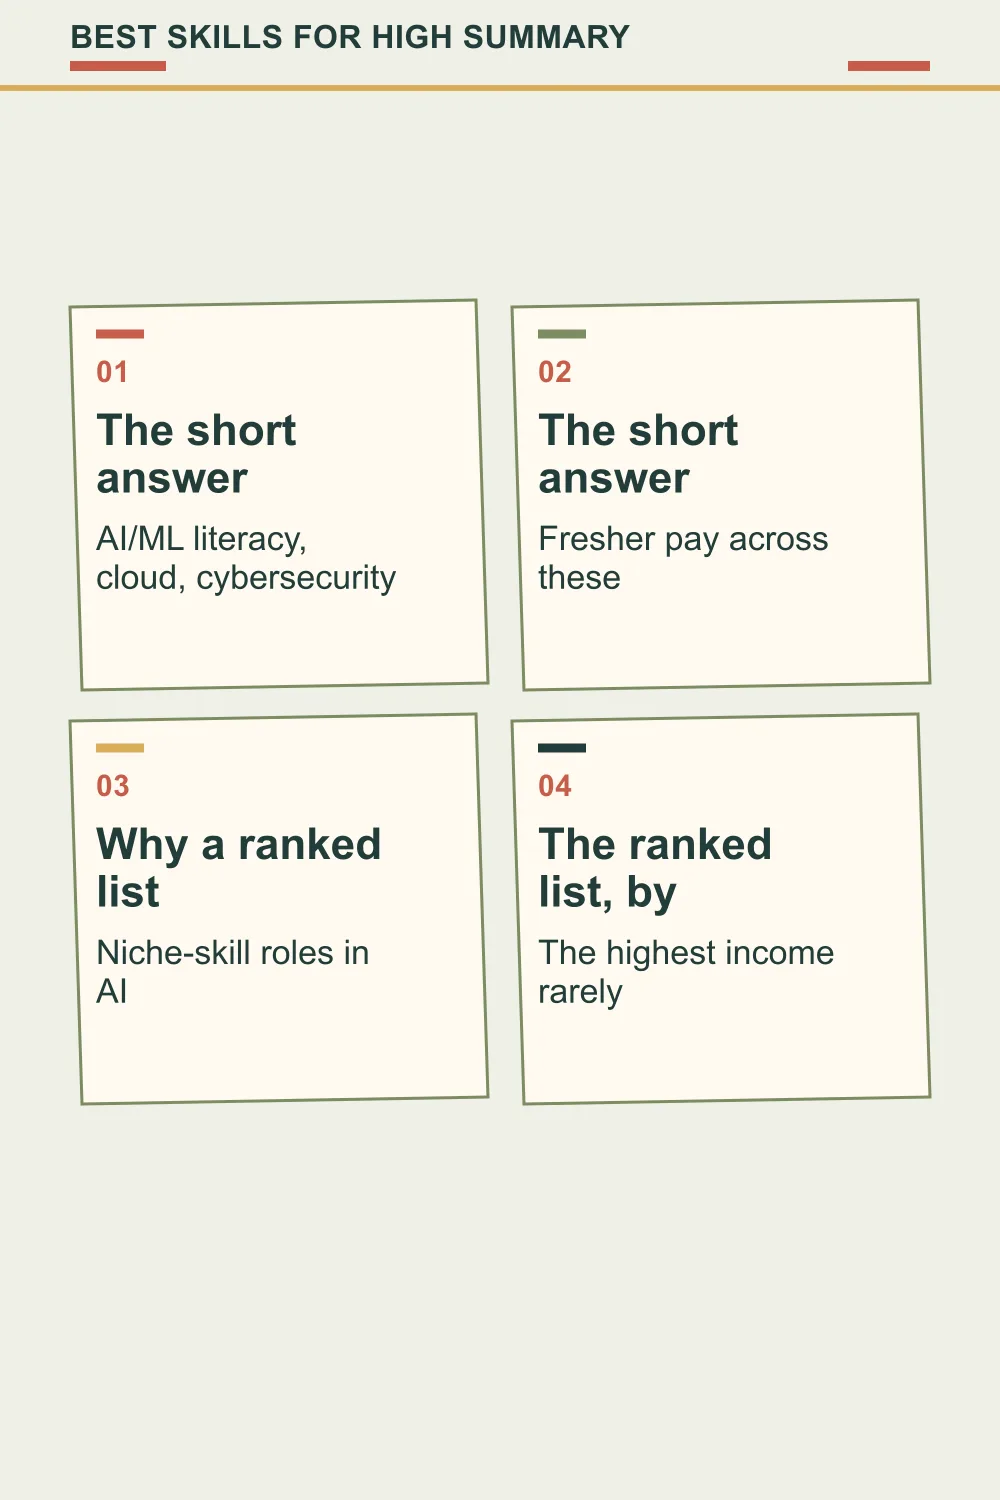 BEST SKILLS FOR HIGH SUMMARY
01
The short
answer
AI/ML literacy,
cloud, cybersecurity
02
The short
answer
Fresher pay across
these
03
Why a ranked
list
Niche-skill roles in
AI
04
The ranked
list, by
The highest income
rarely